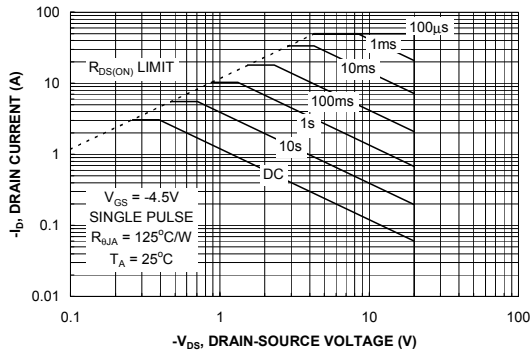 100
10
1
0.1
0.01
-I_D, DRAIN CURRENT (A)
R_DS(ON) LIMIT
100µs
1ms
10ms
100ms
1s
10s
DC
V_GS = -4.5V
SINGLE PULSE
R_θJA = 125°C/W
T_A = 25°C
0.1
1
10
100
-V_DS, DRAIN-SOURCE VOLTAGE (V)